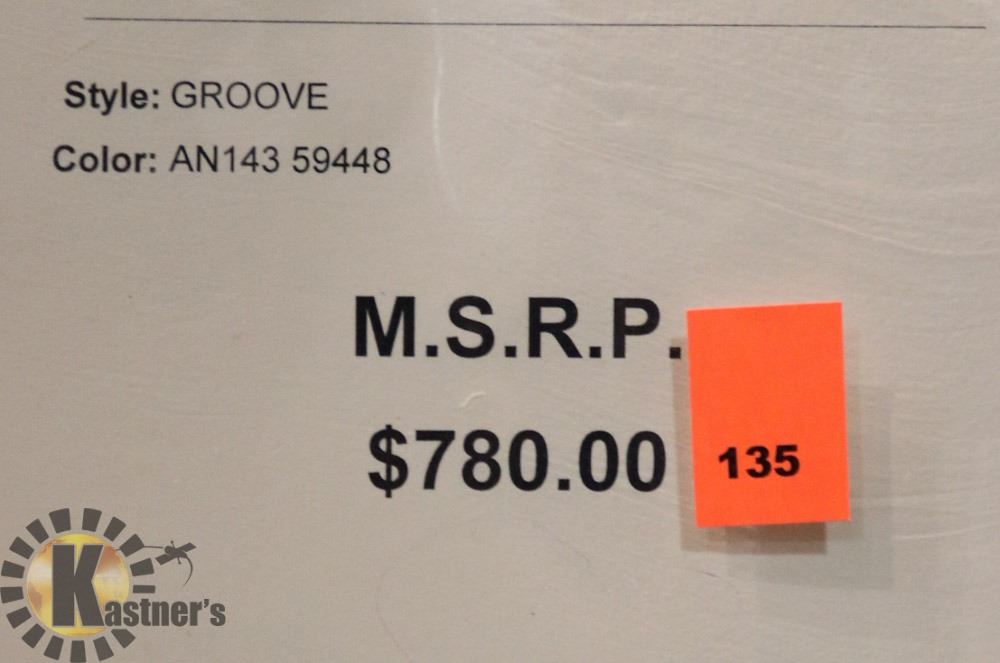 Style: GROOVE
Color: AN143 59448
M.S.R.P.
$780.00
135
Kastner's